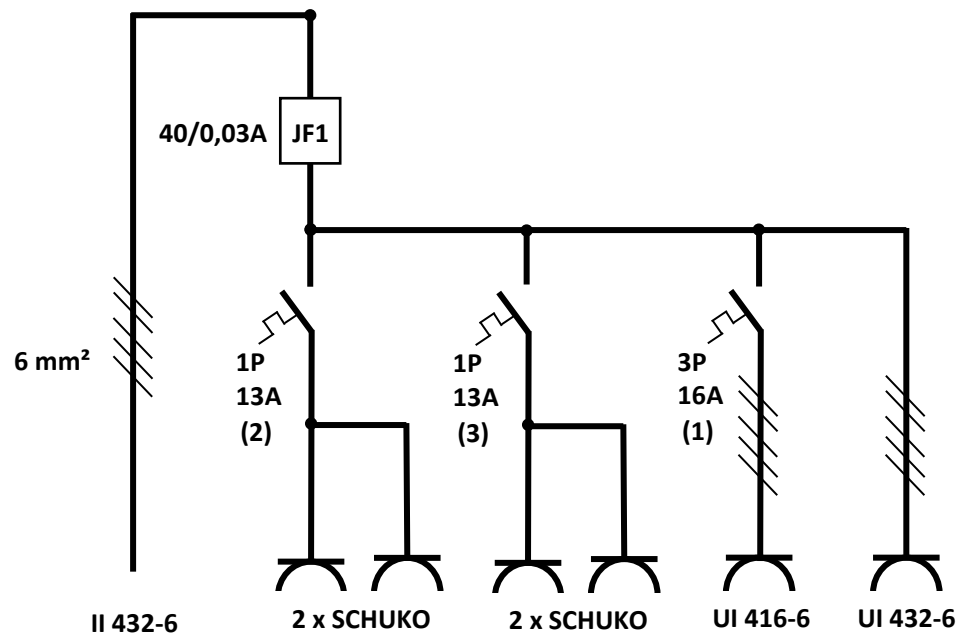 40/0,03A
JF1
6 mm²
1P
13A
(2)
1P
13A
(3)
3P
16A
(1)
II 432-6
2 x SCHUKO
2 x SCHUKO
UI 416-6
UI 432-6